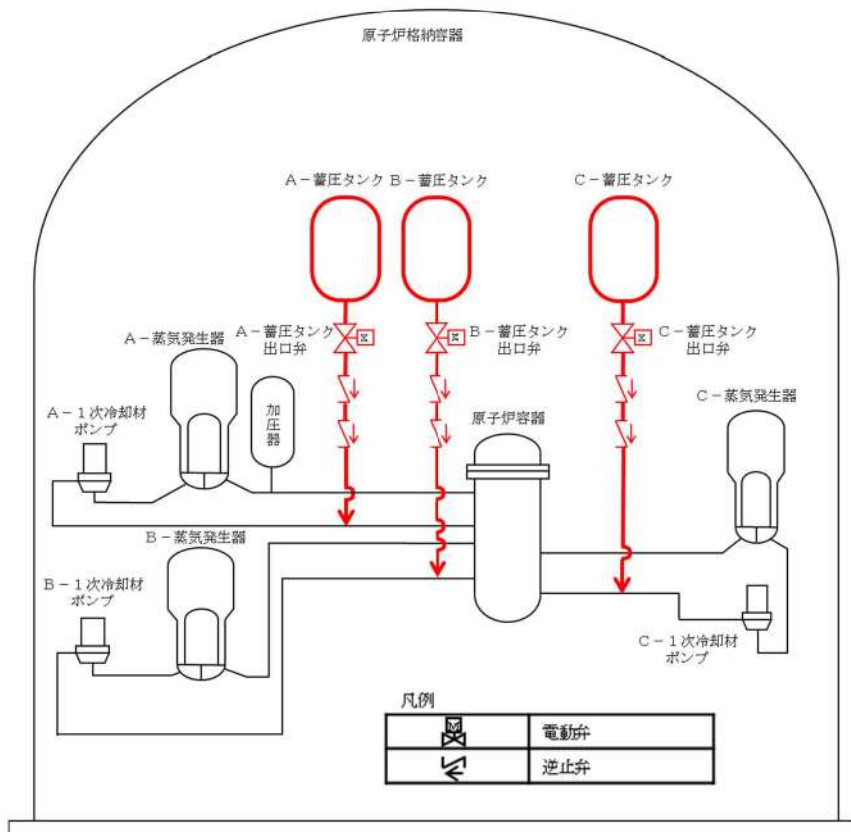 原子炉格納容器
A-蓄圧タンク
B-蓄圧タンク
C-蓄圧タンク
A-蓄圧タンク
出口弁
M
B-蓄圧タンク
出口弁
M
C-蓄圧タンク
出口弁
M
A-蒸気発生器
加圧器
A-1次冷却材
ポンプ
原子炉容器
C-蒸気発生器
B-蒸気発生器
B-1次冷却材
ポンプ
C-1次冷却材
ポンプ
凡例
M
電動弁
逆止弁